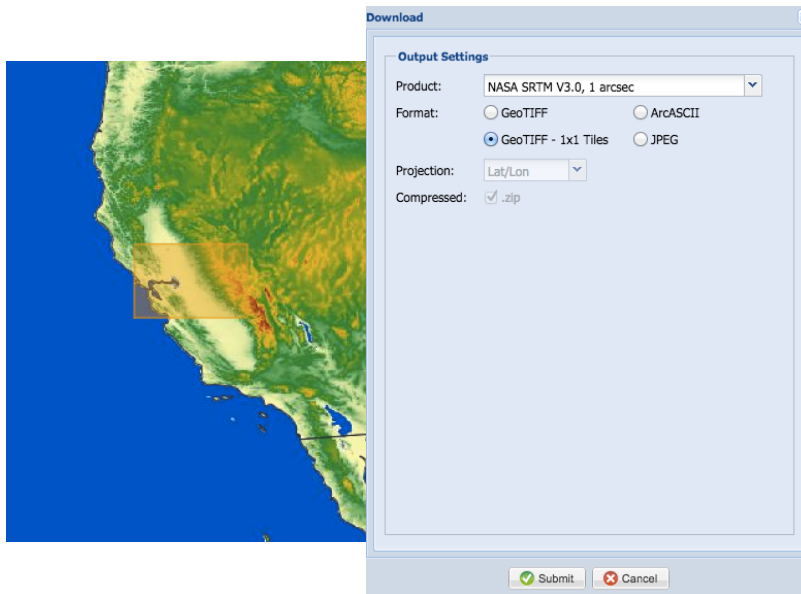 Download
Output Settings
Product: NASA SRTM V3.0, 1 arcsec
Format: GeoTIFF ArcASCII
GeoTIFF - 1x1 Tiles JPEG
Projection: Lat/Lon
Compressed: .zip
Submit Cancel